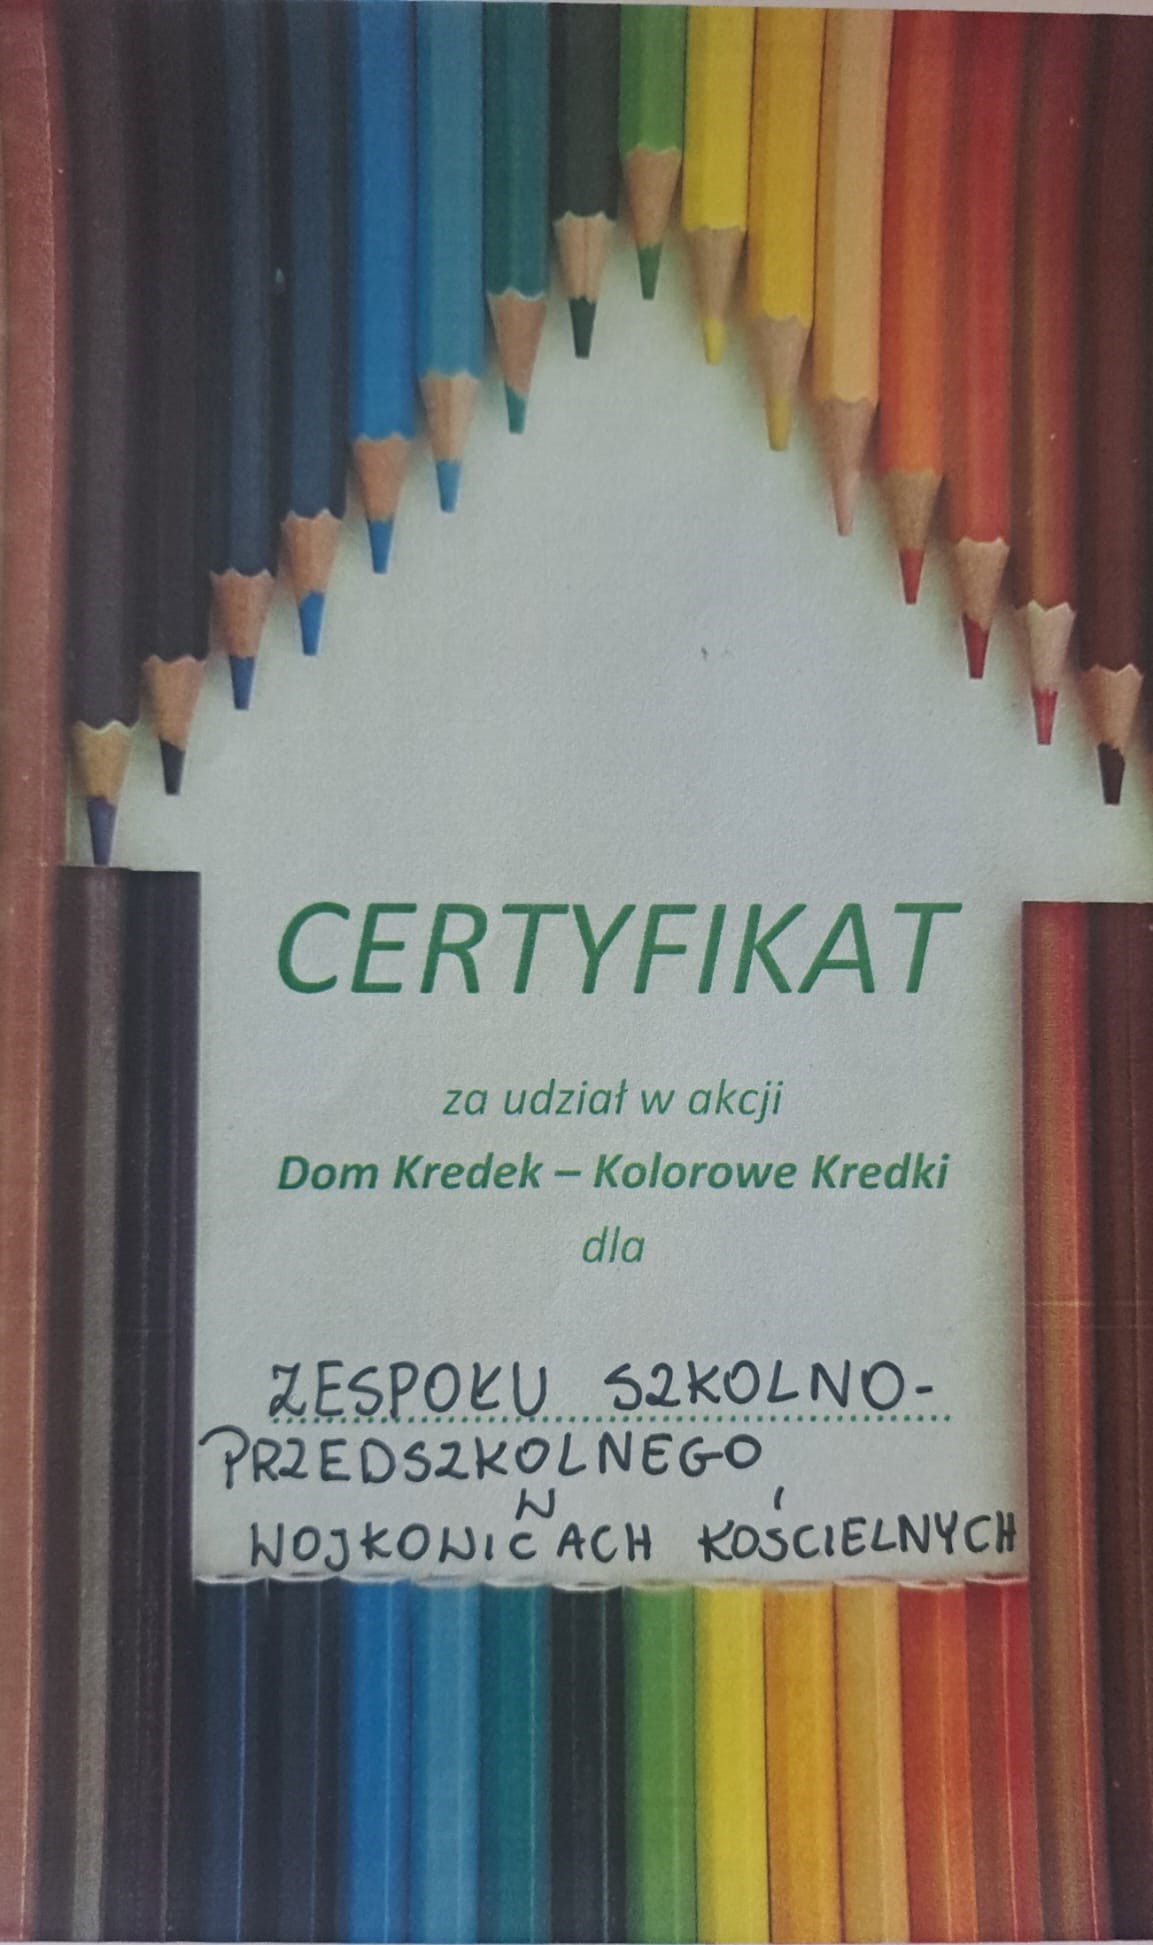 CERTYFIKAT
za udział w akcji
Dom Kredek – Kolorowe Kredki
dla
ZESPOŁU SZKOLNO-
PRZEDSZKOLNEGO
W
WOJKOWICACH KOŚCIELNYCH